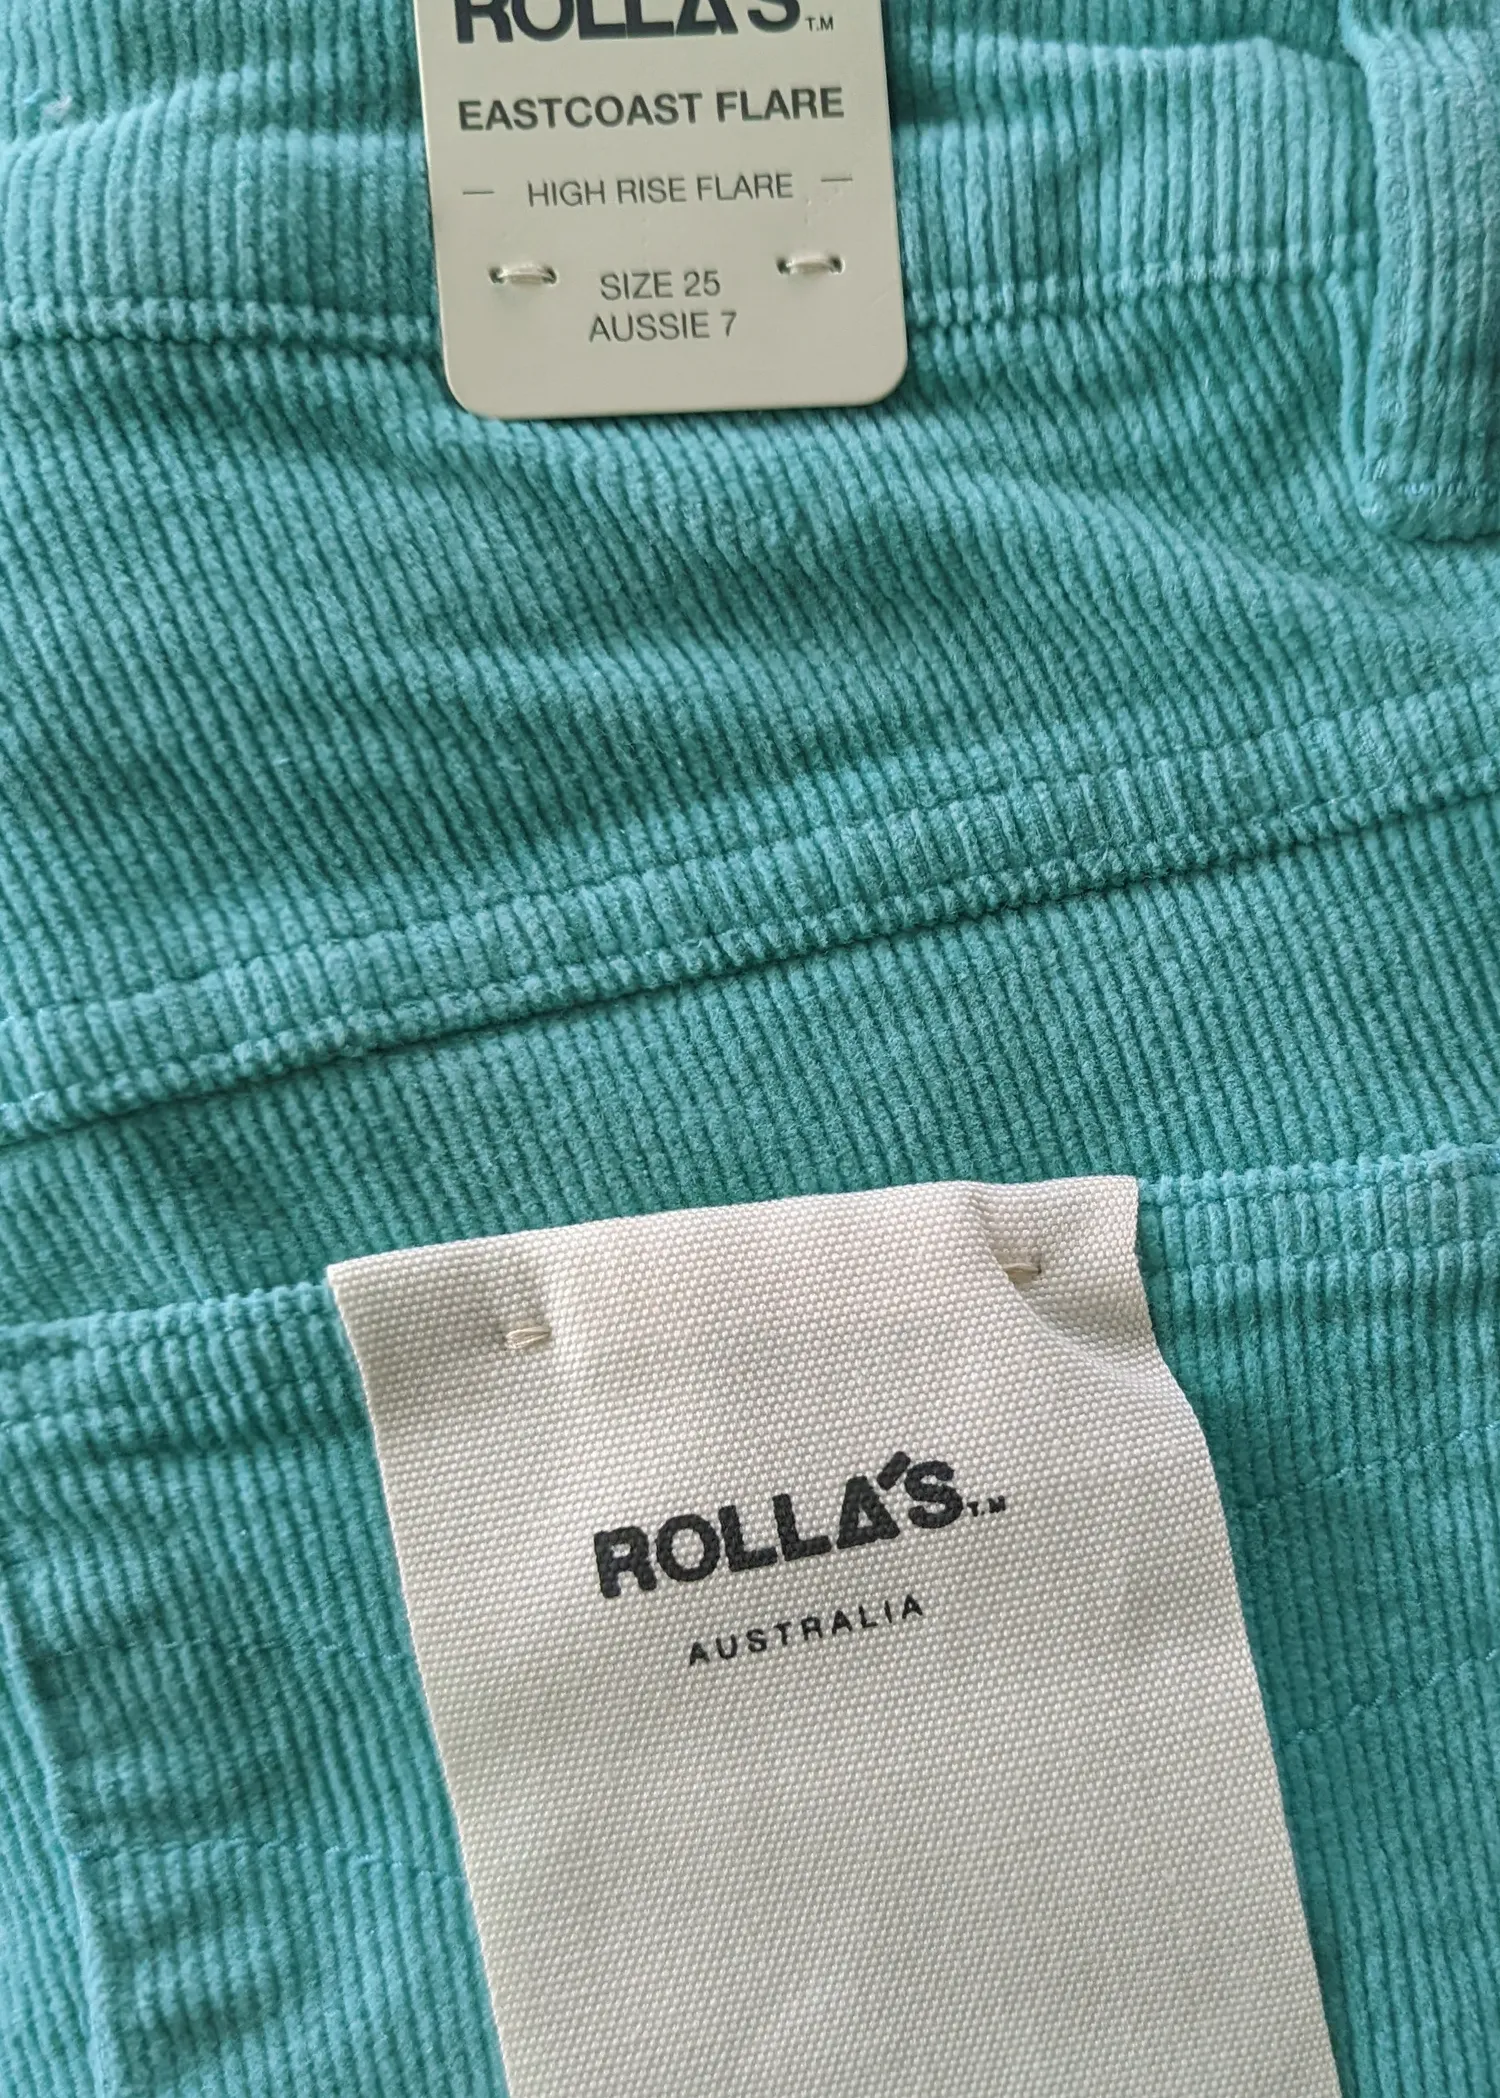 ROLLA'S T.M
EASTCOAST FLARE
— HIGH RISE FLARE —
SIZE 25
AUSSIE 7
ROLLA'S T.M
AUSTRALIA